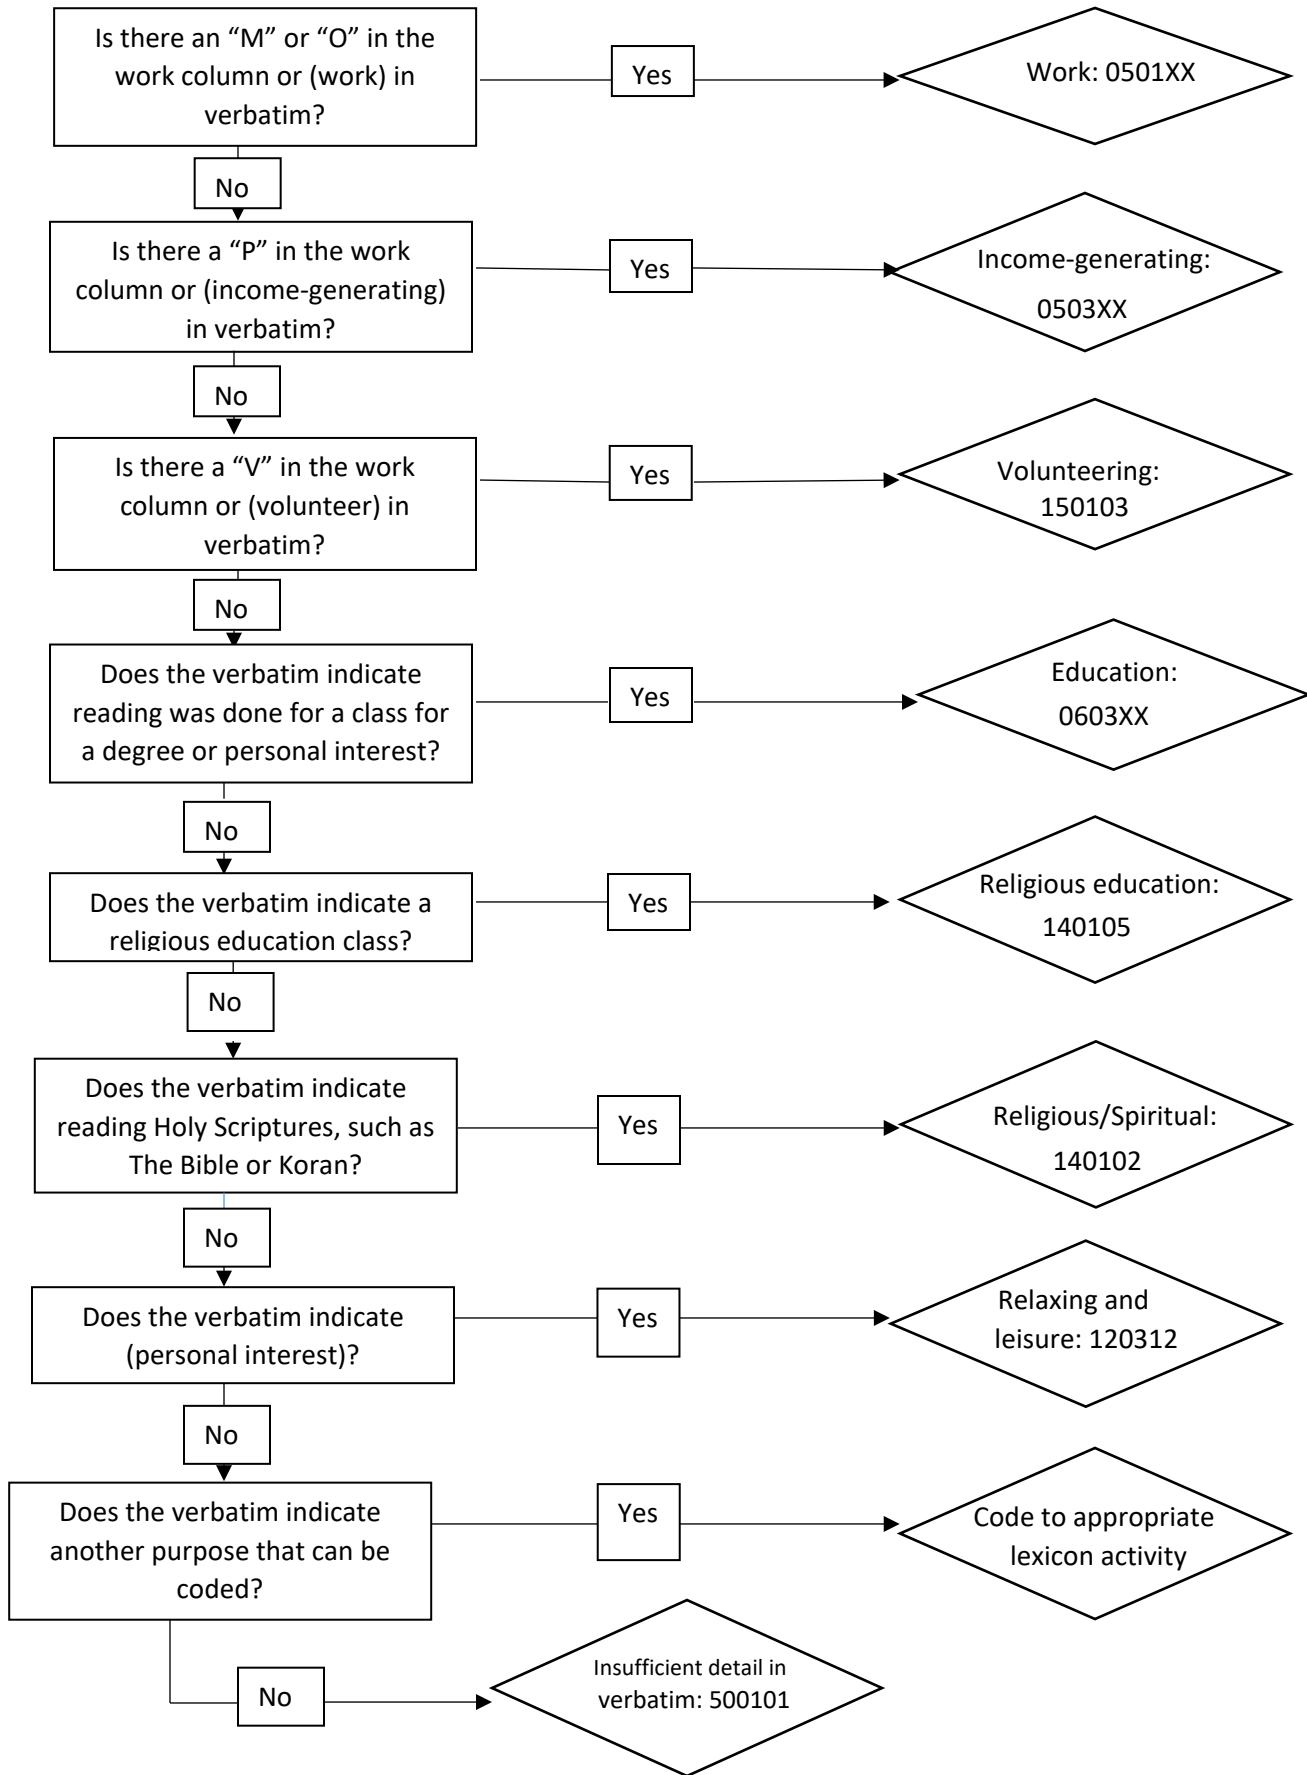 Is there an “M” or “O” in the
work column or (work) in
verbatim?
Yes
Work: 0501XX
No
Is there a “P” in the work
column or (income-generating)
in verbatim?
Yes
Income-generating:
0503XX
No
Is there a “V” in the work
column or (volunteer) in
verbatim?
Yes
Volunteering:
150103
No
Does the verbatim indicate
reading was done for a class for
a degree or personal interest?
Yes
Education:
0603XX
No
Does the verbatim indicate a
religious education class?
Yes
Religious education:
140105
No
Does the verbatim indicate
reading Holy Scriptures, such as
The Bible or Koran?
Yes
Religious/Spiritual:
140102
No
Does the verbatim indicate
(personal interest)?
Yes
Relaxing and
leisure: 120312
No
Does the verbatim indicate
another purpose that can be
coded?
Yes
Code to appropriate
lexicon activity
No
Insufficient detail in
verbatim: 500101